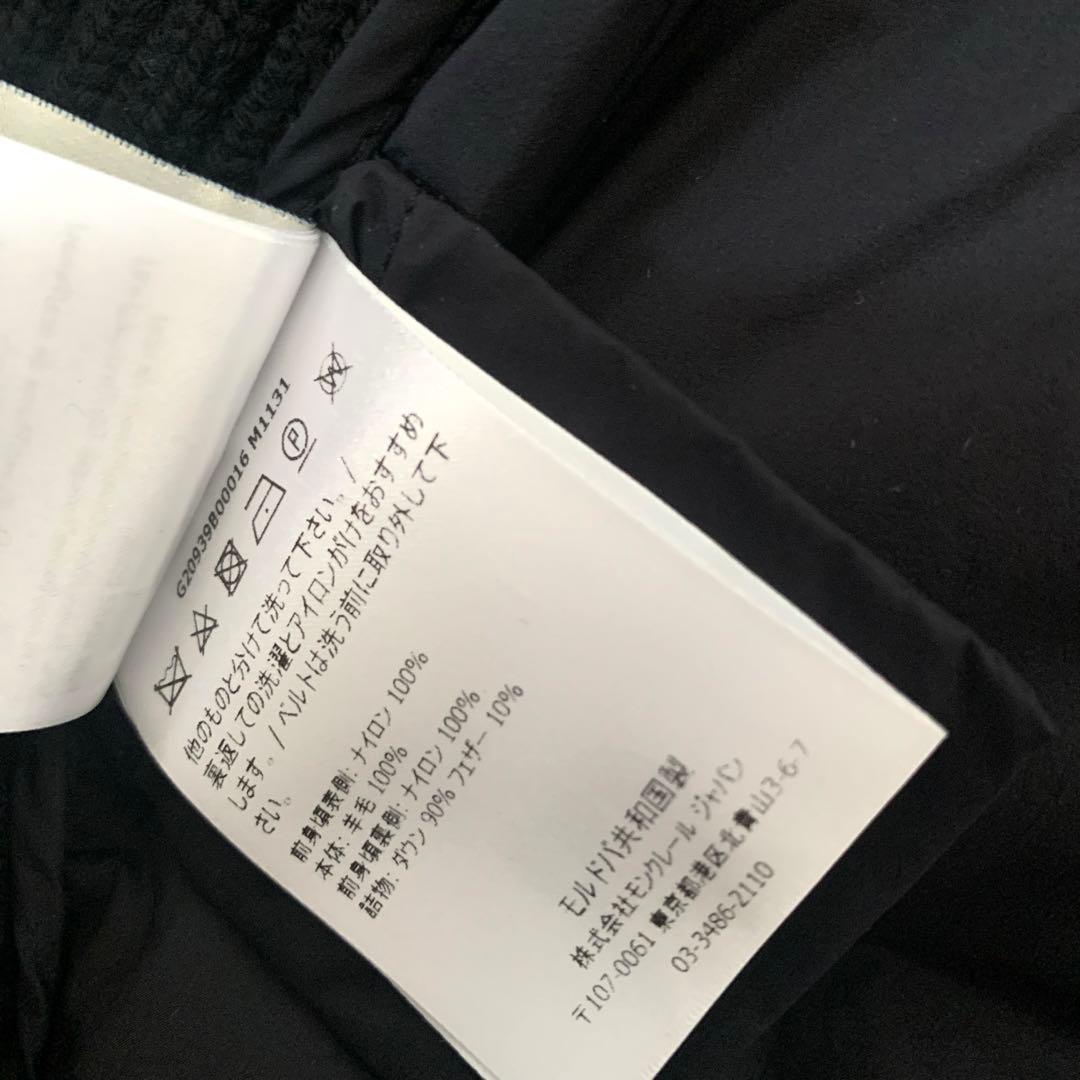 G20939B00016 M1131
P
他のものと分けて洗って下さい。/
裏返しての洗濯とアイロンがけをおすすめ
します。/ベルトは洗う前に取り外して下
さい。
前身頃表側: ナイロン 100%
本体: 羊毛 100%
前身頃裏側: ナイロン 100%
詰物: ダウン 90% フェザー 10%
モルドバ共和国製
株式会社モンクレール ジャパン
〒107-0061 東京都港区北青山3-6-7
03-3486-2110